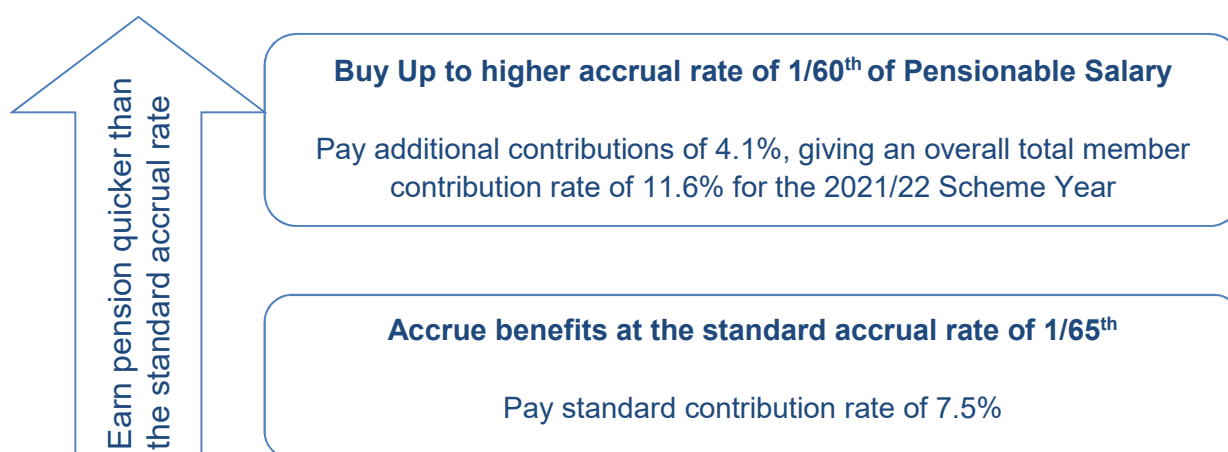 Earn pension quicker than
the standard accrual rate
Buy Up to higher accrual rate of 1/60th of Pensionable Salary
Pay additional contributions of 4.1%, giving an overall total member
contribution rate of 11.6% for the 2021/22 Scheme Year
Accrue benefits at the standard accrual rate of 1/65th
Pay standard contribution rate of 7.5%